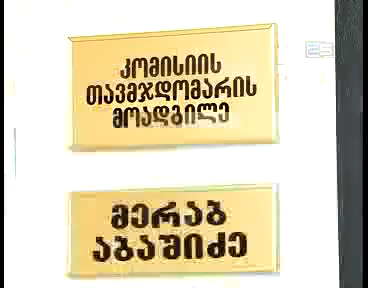 კომისიის
თავმჯდომარის
მოადგილე
მერაბ
აბაშიძე